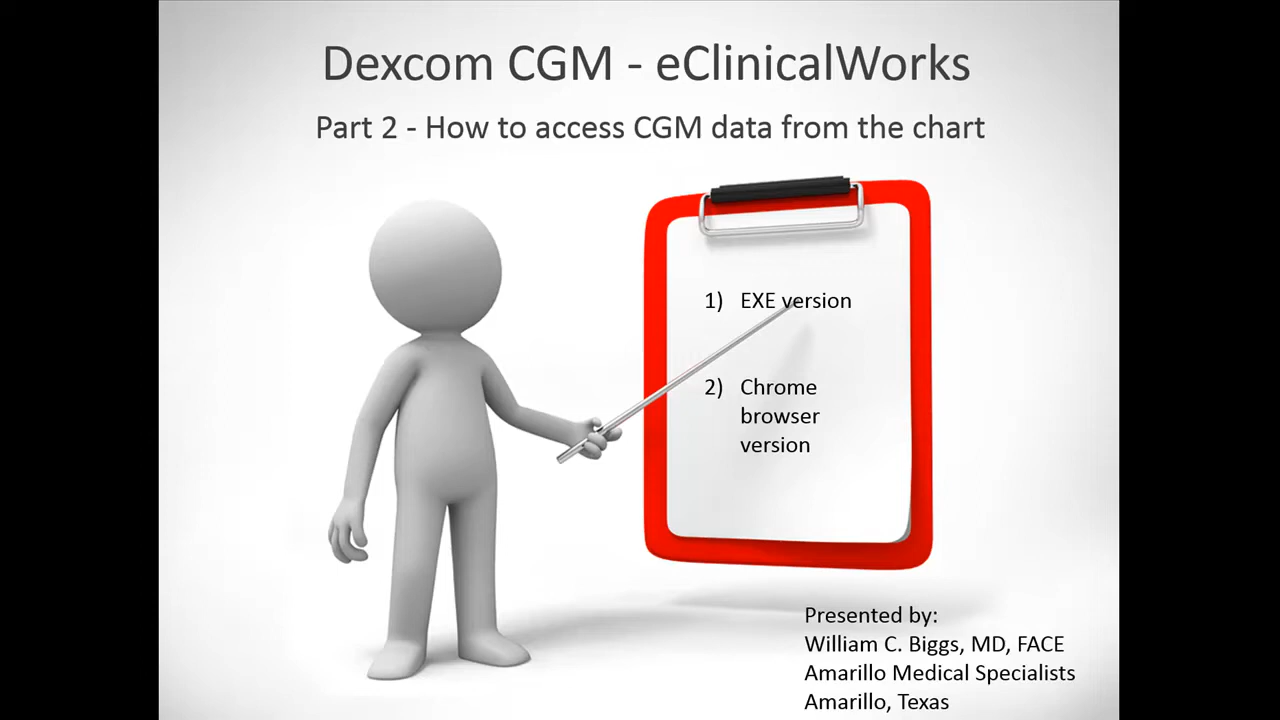 Dexcom CGM - eClinicalWorks
Part 2 - How to access CGM data from the chart
1) EXE version
2) Chrome
browser
version
Presented by:
William C. Biggs, MD, FACE
Amarillo Medical Specialists
Amarillo, Texas